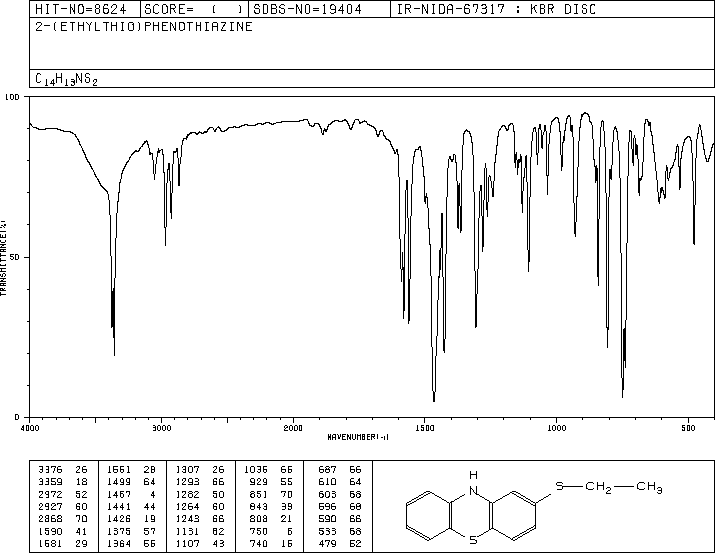 HIT-NO=8624 SCORE= ( ) SDBS-NO=19404 IR-NIDA-67317 : KBR DISC
2-(ETHYLTHIO)PHENOTHIAZINE
C14H13NS2
100
50
0
TRANSMITTANCE(%)
4000 3000 2000 1500 1000 500
WAVENUMBER(-1)
3376 26 1561 28 1307 26 1036 66 687 66
3359 18 1499 64 1293 66 929 55 610 64
2972 52 1467 4 1282 50 851 70 603 68
2927 60 1441 44 1264 60 843 39 596 68
2868 70 1426 19 1243 66 808 21 590 66
1590 41 1375 57 1131 62 750 6 533 68
1581 29 1364 55 1107 43 740 15 479 52
H
N
S
S CH2 CH3